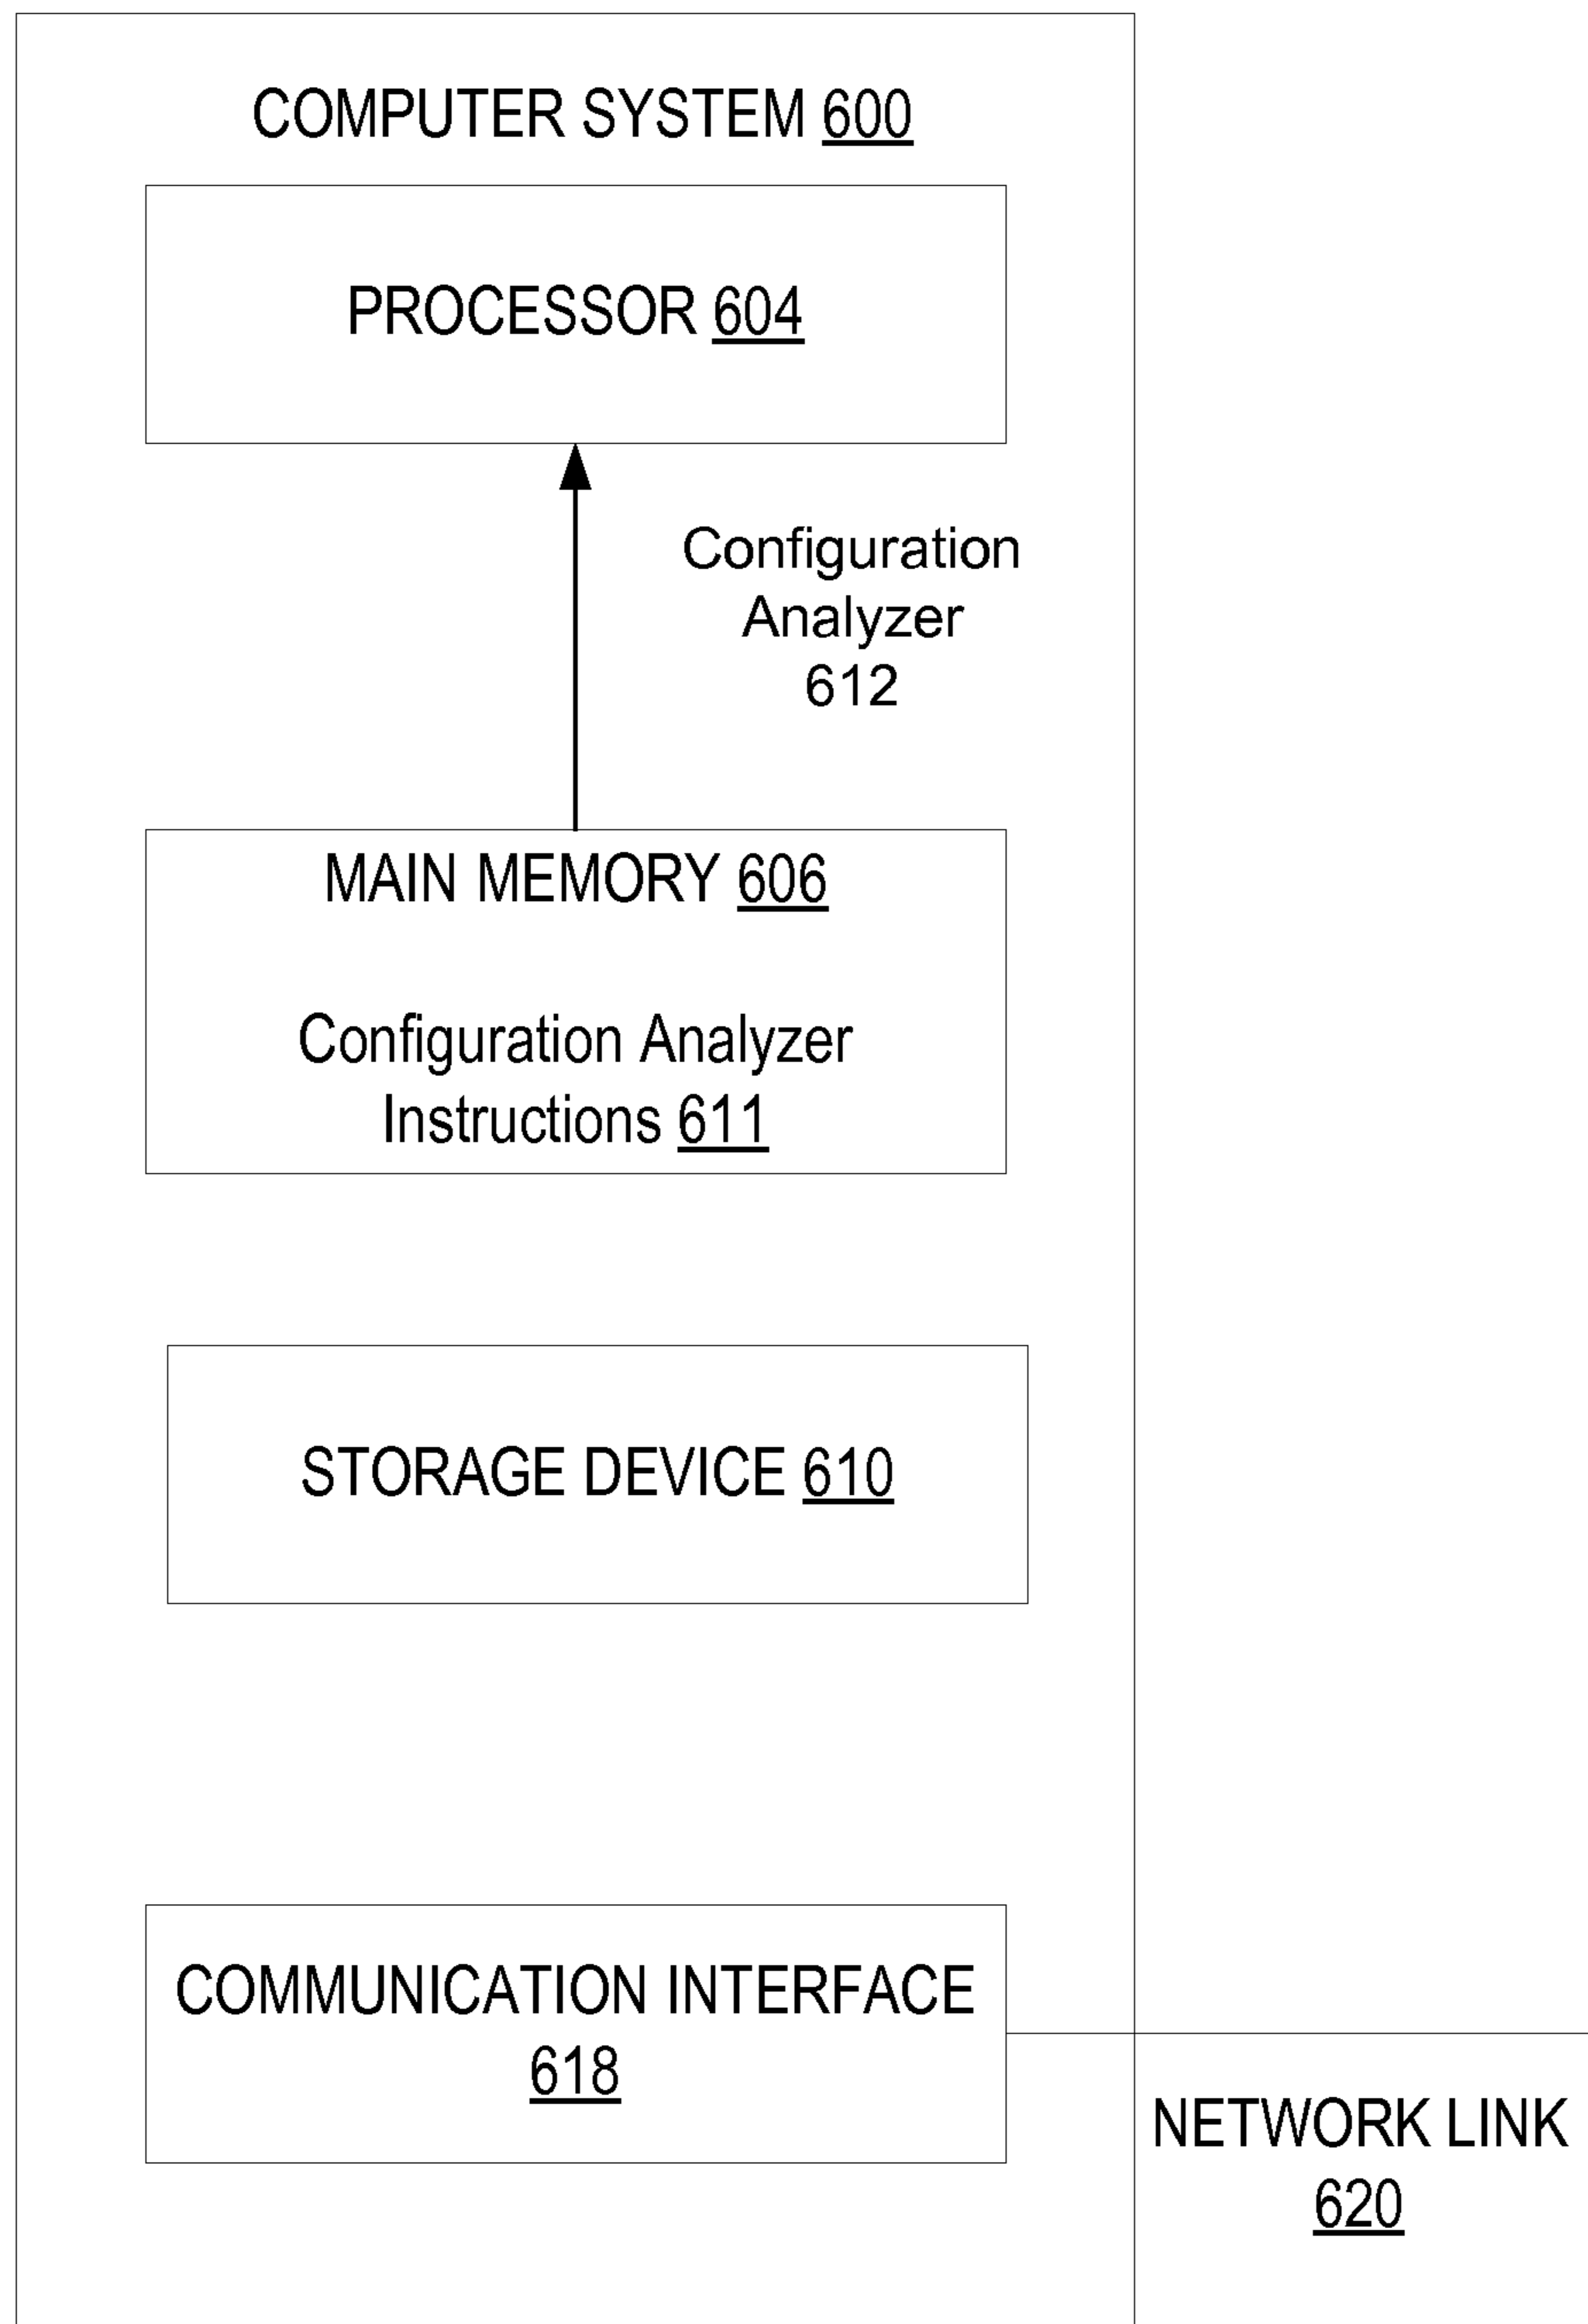 COMPUTER SYSTEM 600
PROCESSOR 604
Configuration
Analyzer
612
MAIN MEMORY 606
Configuration Analyzer
Instructions 611
STORAGE DEVICE 610
COMMUNICATION INTERFACE
618
NETWORK LINK
620